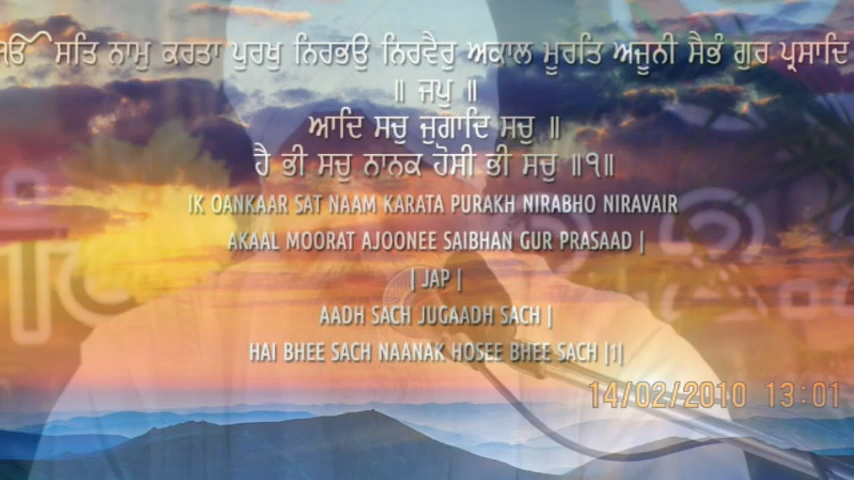 ੴ ਸਤਿ ਨਾਮੁ ਕਰਤਾ ਪੁਰਖੁ ਨਿਰਭਉ ਨਿਰਵੈਰੁ ਅਕਾਲ ਮੂਰਤਿ ਅਜੂਨੀ ਸੈਭੰ ਗੁਰ ਪ੍ਰਸਾਦਿ
॥ ਜਪੁ ॥
ਆਦਿ ਸਚੁ ਜੁਗਾਦਿ ਸਚੁ ॥
ਹੈ ਭੀ ਸਚੁ ਨਾਨਕ ਹੋਸੀ ਭੀ ਸਚੁ ॥੧॥
IK OANKAAR SAT NAAM KARATA PURAKH NIRABHO NIRAVAIR
AKAAL MOORAT AJOONEE SAIBHAN GUR PRASAAD |
| JAP |
AADH SACH JUGAADH SACH |
HAI BHEE SACH NAANAK HOSEE BHEE SACH |1|
14/02/2010 13:01